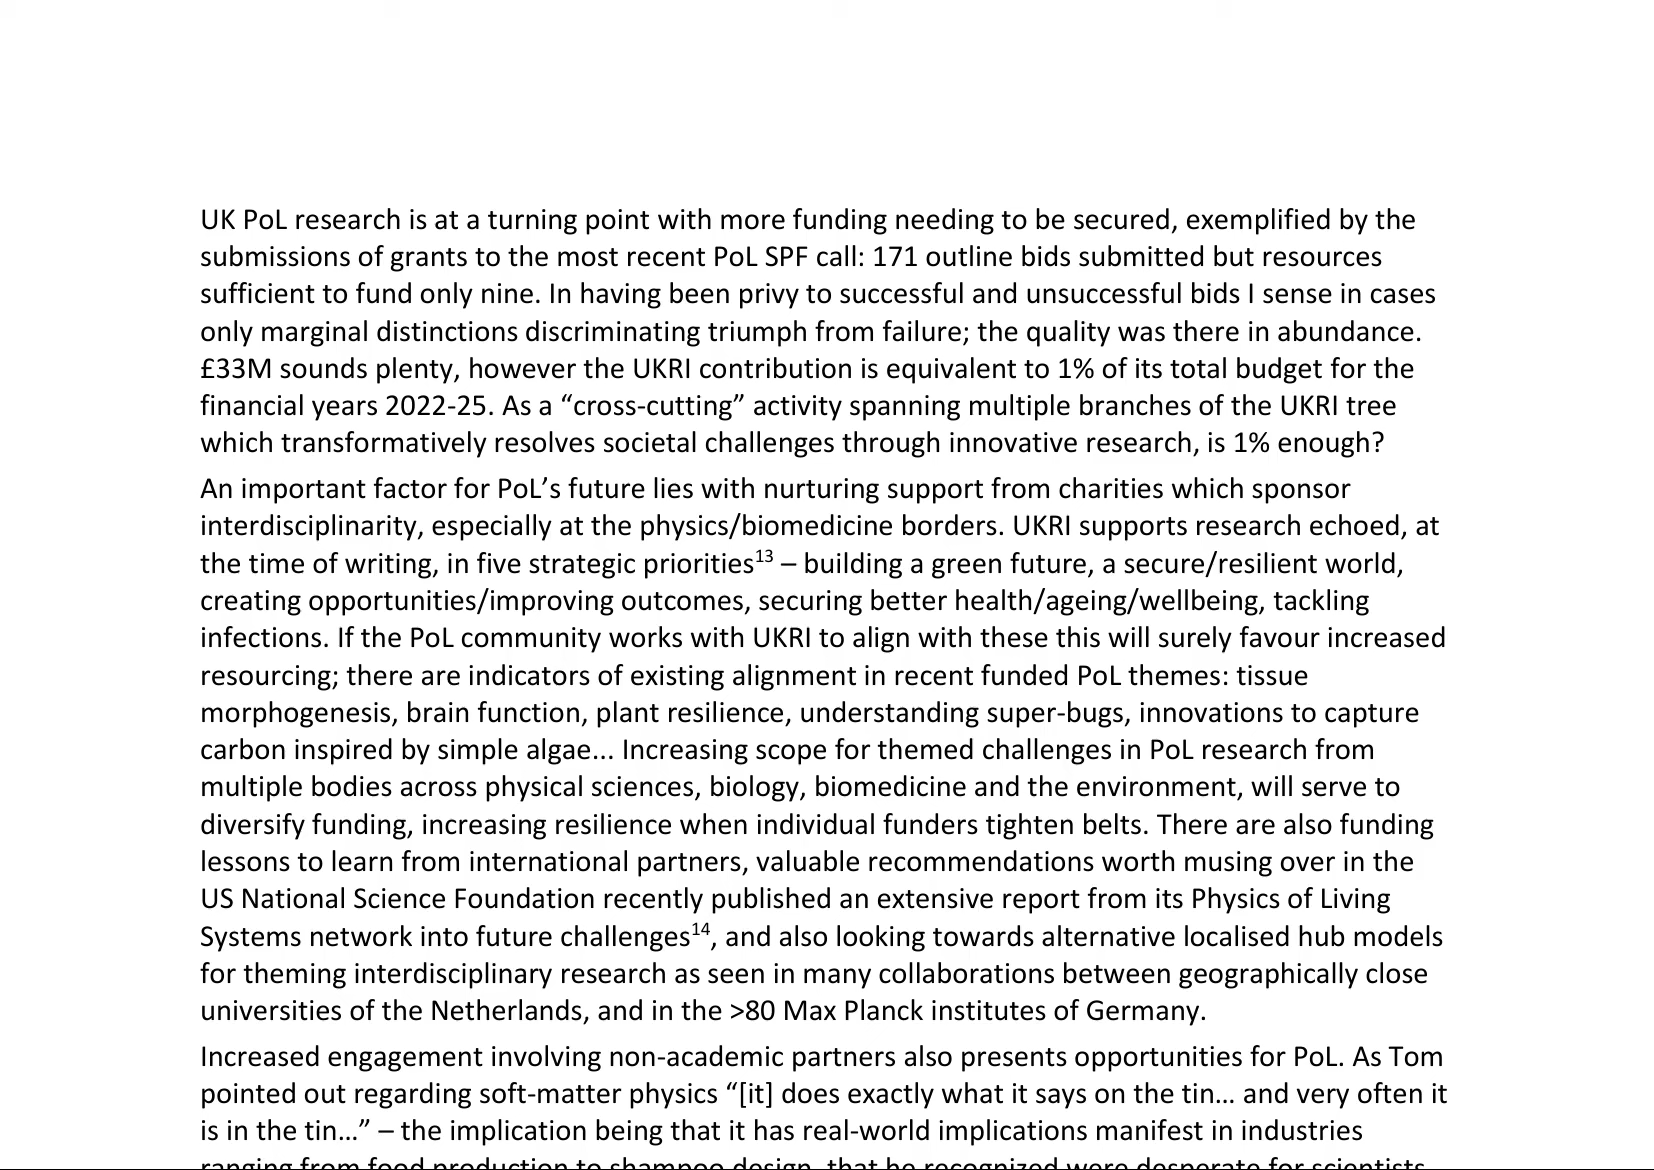 UK PoL research is at a turning point with more funding needing to be secured, exemplified by the
submissions of grants to the most recent PoL SPF call: 171 outline bids submitted but resources
sufficient to fund only nine. In having been privy to successful and unsuccessful bids I sense in cases
only marginal distinctions discriminating triumph from failure; the quality was there in abundance.
£33M sounds plenty, however the UKRI contribution is equivalent to 1% of its total budget for the
financial years 2022-25. As a “cross-cutting” activity spanning multiple branches of the UKRI tree
which transformatively resolves societal challenges through innovative research, is 1% enough?
An important factor for PoL’s future lies with nurturing support from charities which sponsor
interdisciplinarity, especially at the physics/biomedicine borders. UKRI supports research echoed, at
the time of writing, in five strategic priorities¹³ – building a green future, a secure/resilient world,
creating opportunities/improving outcomes, securing better health/ageing/wellbeing, tackling
infections. If the PoL community works with UKRI to align with these this will surely favour increased
resourcing; there are indicators of existing alignment in recent funded PoL themes: tissue
morphogenesis, brain function, plant resilience, understanding super-bugs, innovations to capture
carbon inspired by simple algae... Increasing scope for themed challenges in PoL research from
multiple bodies across physical sciences, biology, biomedicine and the environment, will serve to
diversify funding, increasing resilience when individual funders tighten belts. There are also funding
lessons to learn from international partners, valuable recommendations worth musing over in the
US National Science Foundation recently published an extensive report from its Physics of Living
Systems network into future challenges¹⁴, and also looking towards alternative localised hub models
for theming interdisciplinary research as seen in many collaborations between geographically close
universities of the Netherlands, and in the >80 Max Planck institutes of Germany.
Increased engagement involving non-academic partners also presents opportunities for PoL. As Tom
pointed out regarding soft-matter physics “[it] does exactly what it says on the tin… and very often it
is in the tin…” – the implication being that it has real-world implications manifest in industries
ranging from food production to shampoo design, that he recognized were desperate for scientists